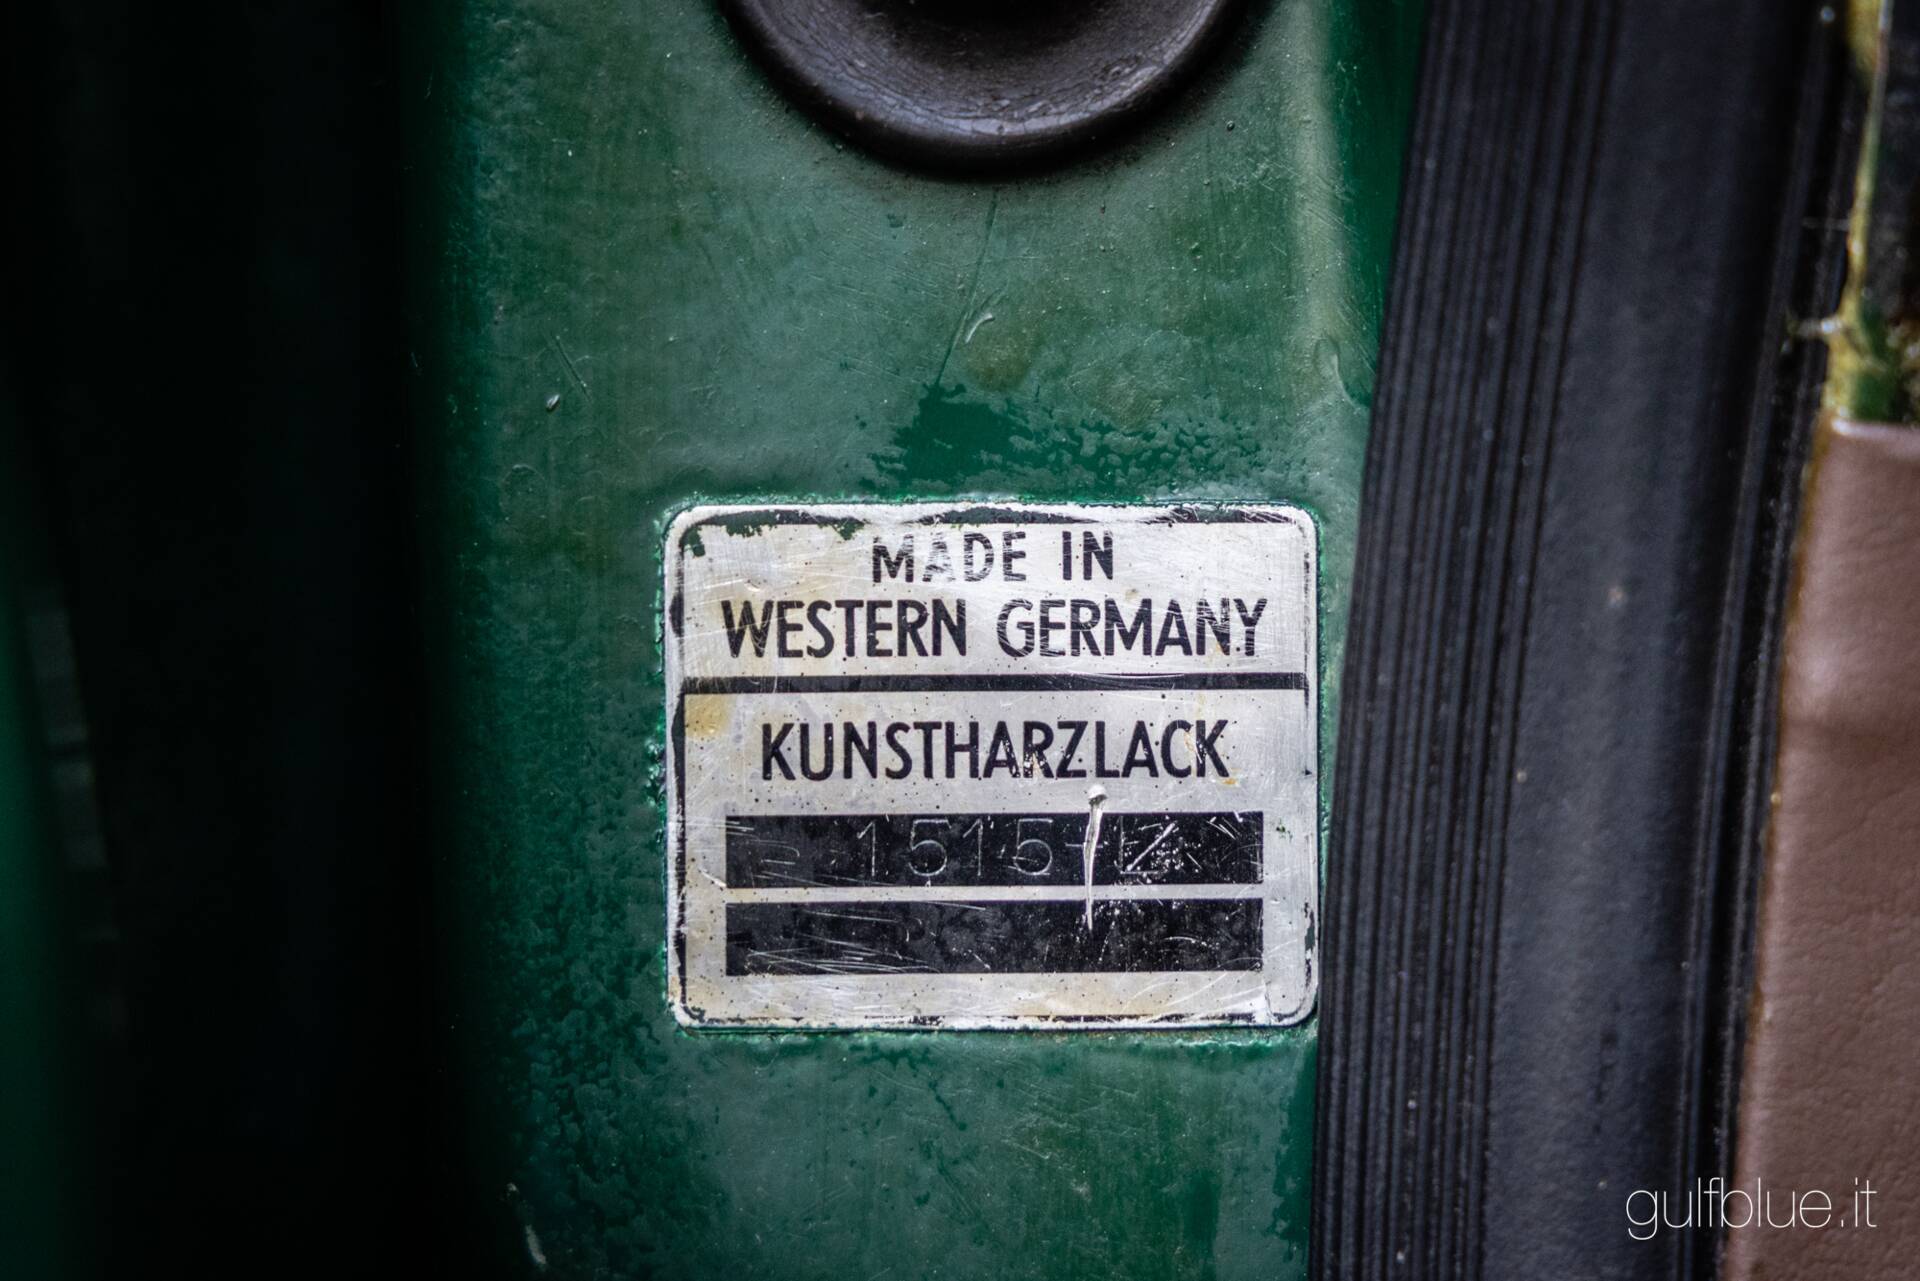 MADE IN
WESTERN GERMANY
KUNSTHARZLACK
1515
gulfblue.it